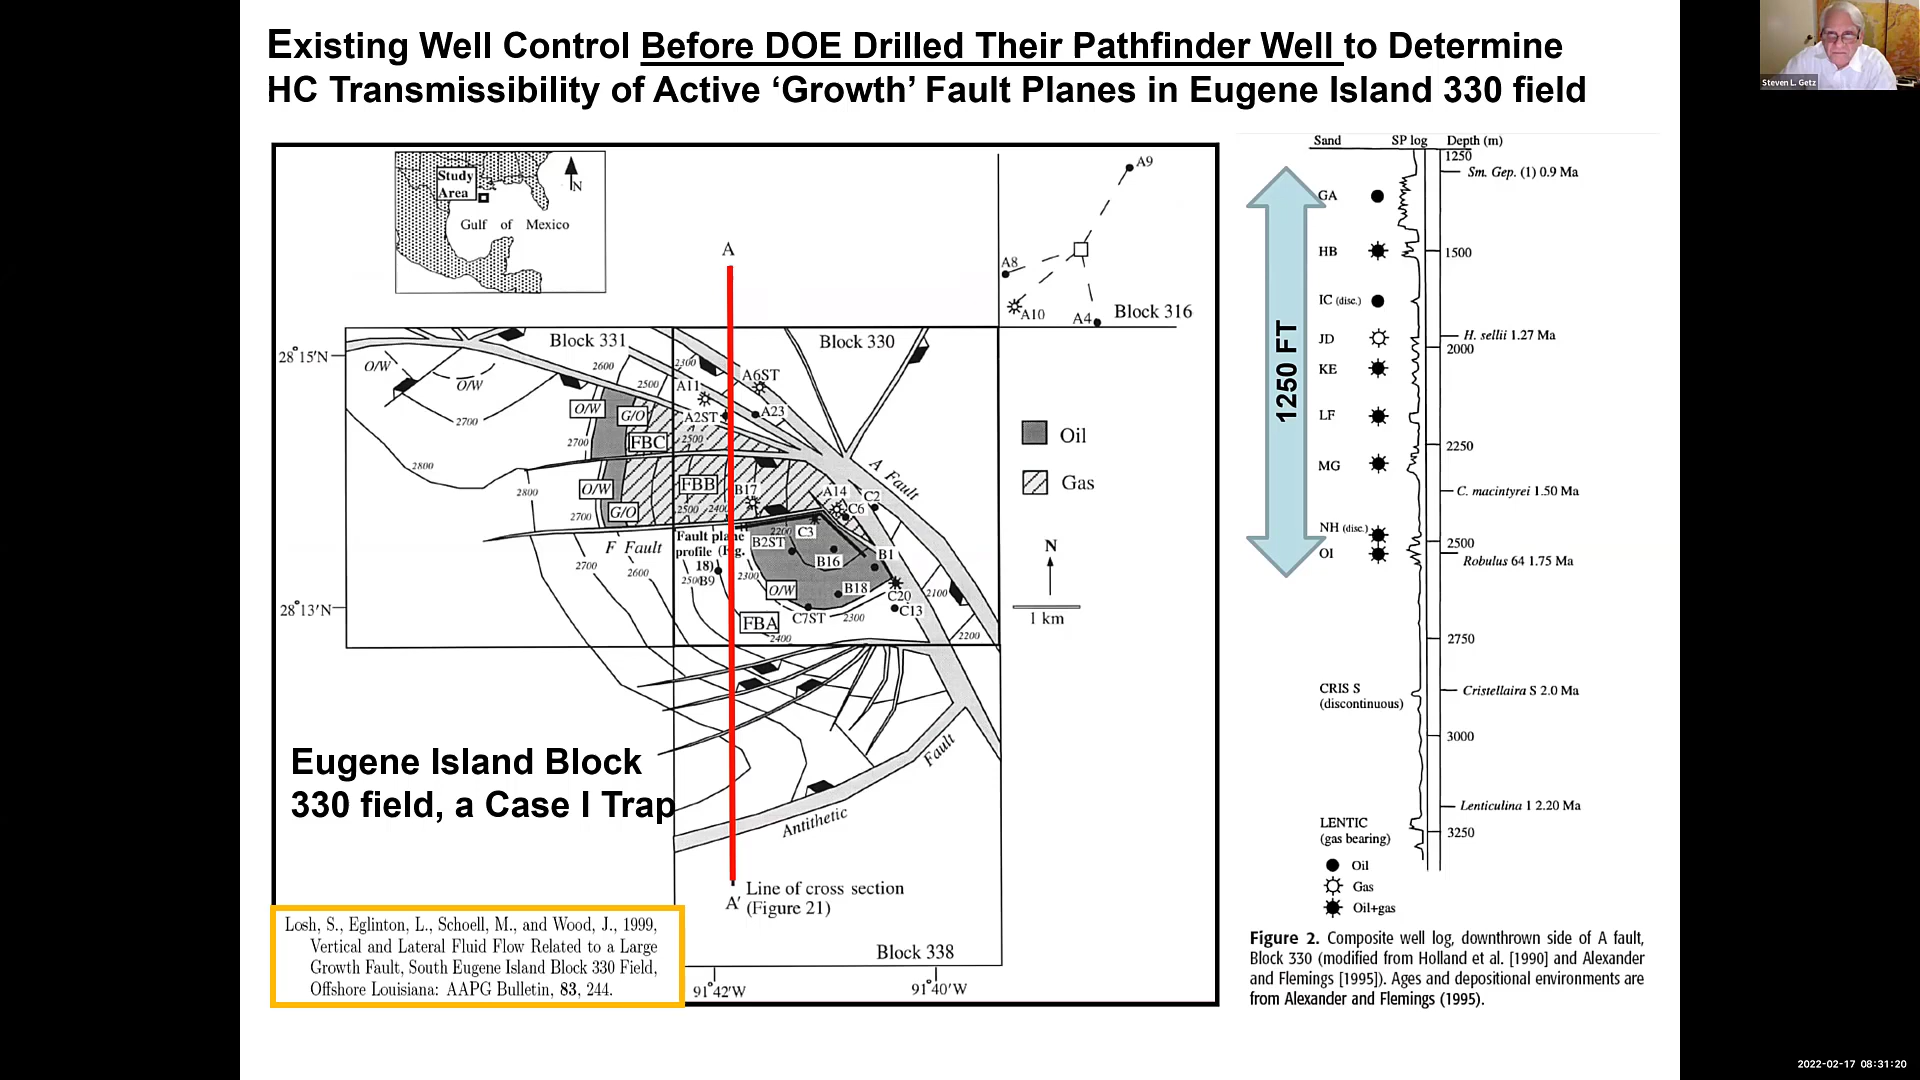 Existing Well Control Before DOE Drilled Their Pathfinder Well to Determine
HC Transmissibility of Active ‘Growth’ Fault Planes in Eugene Island 330 field
Steven L. Getz
Study
Area
N
Gulf of Mexico
A
A9
A8
A10
A4
Block 316
28°15'N
Block 331
Block 330
O/W
O/W
2600
2300
2500
A11
A6ST
O/W
G/O
A2ST
A23
2700
2700
FBC
2500
2800
A Fault
2800
O/W
FBB
B17
A14
C2
2700
G/O
2500
2400
C6
F Fault
Fault plane
profile (Fig.
18)
2200
C3
B2ST
B16
B1
2700
2600
2500
B9
2300
O/W
B18
C20
2100
28°13'N
C7ST
2300
C13
FBA
2400
2200
Oil
Gas
N
1 km
Eugene Island Block
330 field, a Case I Trap
Fault
Antithetic
Line of cross section
A'
(Figure 21)
Block 338
91°42'W
91°40'W
Losh, S., Eglinton, L., Schoell, M., and Wood, J., 1999,
Vertical and Lateral Fluid Flow Related to a Large
Growth Fault, South Eugene Island Block 330 Field,
Offshore Louisiana: AAPG Bulletin, 83, 244.
Sand SP log Depth (m)
1250
Sm. Gep. (1) 0.9 Ma
GA
HB
1500
IC (disc.)
H. sellii 1.27 Ma
JD
2000
KE
1250 FT
LF
2250
MG
C. macintyrei 1.50 Ma
NH (disc.)
2500
OI
Robulus 64 1.75 Ma
2750
CRIS S
(discontinuous)
Cristellaira S 2.0 Ma
3000
Lenticulina 1 2.20 Ma
LENTIC
(gas bearing)
3250
Oil
Gas
Oil+gas
Figure 2. Composite well log, downthrown side of A fault,
Block 330 (modified from Holland et al. [1990] and Alexander
and Flemings [1995]). Ages and depositional environments are
from Alexander and Flemings (1995).
2022-02-17 08:31:20